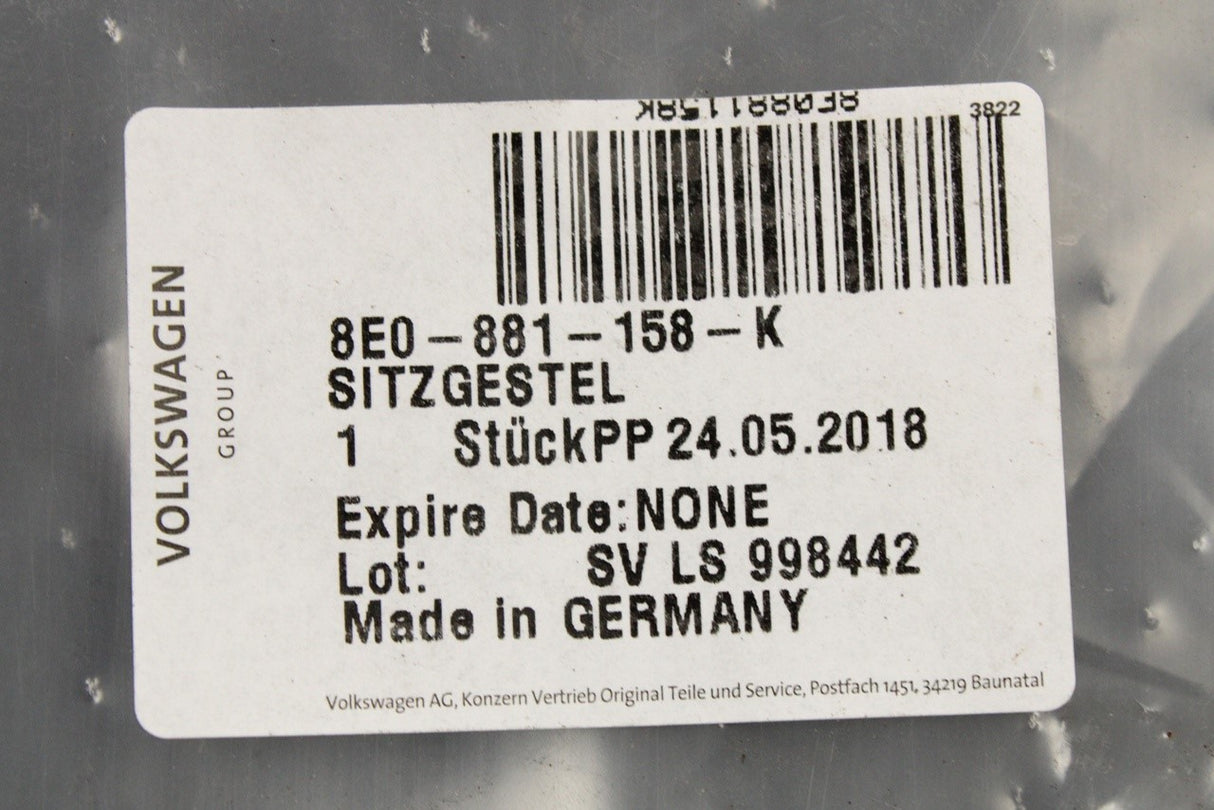 8E0881158K
3822
VOLKSWAGEN
GROUP
8E0-881-158-K
SITZGESTEL
1 StückPP 24.05.2018
Expire Date:NONE
Lot: SV LS 998442
Made in GERMANY
Volkswagen AG, Konzern Vertrieb Original Teile und Service, Postfach 1451, 34219 Baunatal